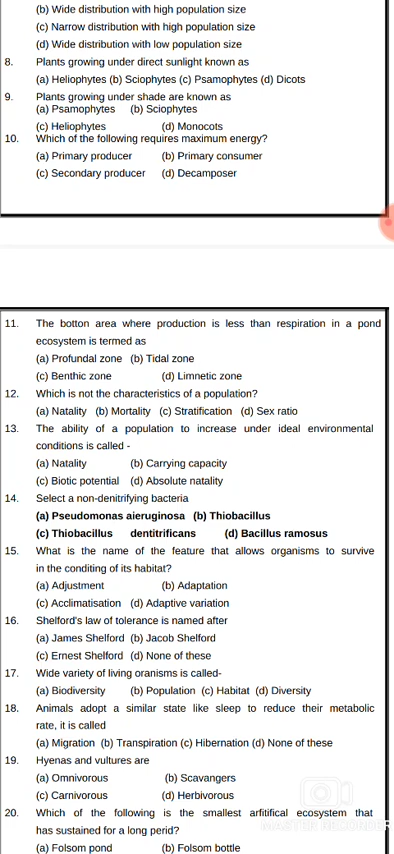 (b) Wide distribution with high population size
(c) Narrow distribution with high population size
(d) Wide distribution with low population size
8. Plants growing under direct sunlight known as
(a) Heliophytes (b) Sciophytes (c) Psamophytes (d) Dicots
9. Plants growing under shade are known as
(a) Psamophytes (b) Sciophytes
(c) Heliophytes (d) Monocots
10. Which of the following requires maximum energy?
(a) Primary producer (b) Primary consumer
(c) Secondary producer (d) Decamposer
11. The botton area where production is less than respiration in a pond
ecosystem is termed as
(a) Profundal zone (b) Tidal zone
(c) Benthic zone (d) Limnetic zone
12. Which is not the characteristics of a population?
(a) Natality (b) Mortality (c) Stratification (d) Sex ratio
13. The ability of a population to increase under ideal environmental
conditions is called -
(a) Natality (b) Carrying capacity
(c) Biotic potential (d) Absolute natality
14. Select a non-denitrifying bacteria
(a) Pseudomonas aieruginosa (b) Thiobacillus
(c) Thiobacillus dentitrificans (d) Bacillus ramosus
15. What is the name of the feature that allows organisms to survive
in the conditing of its habitat?
(a) Adjustment (b) Adaptation
(c) Acclimatisation (d) Adaptive variation
16. Shelford's law of tolerance is named after
(a) James Shelford (b) Jacob Shelford
(c) Ernest Shelford (d) None of these
17. Wide variety of living oranisms is called-
(a) Biodiversity (b) Population (c) Habitat (d) Diversity
18. Animals adopt a similar state like sleep to reduce their metabolic
rate, it is called
(a) Migration (b) Transpiration (c) Hibernation (d) None of these
19. Hyenas and vultures are
(a) Omnivorous (b) Scavangers
(c) Carnivorous (d) Herbivorous
20. Which of the following is the smallest arfitifical ecosystem that
has sustained for a long perid?
(a) Folsom pond (b) Folsom bottle